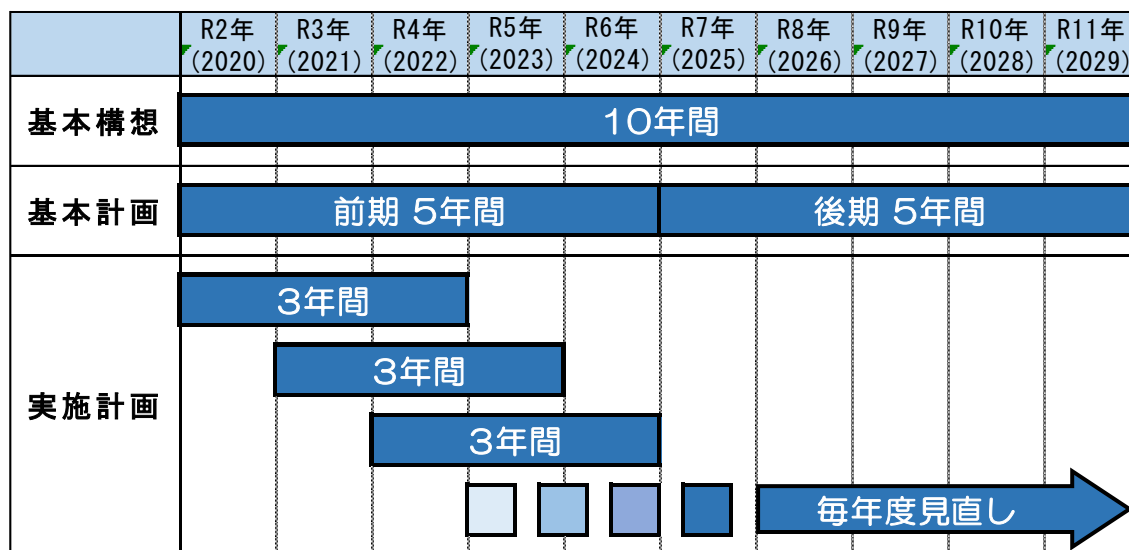 R2年 R3年 R4年 R5年 R6年 R7年 R8年 R9年 R10年 R11年
(2020) (2021) (2022) (2023) (2024) (2025) (2026) (2027) (2028) (2029)
基本構想 10年間
基本計画 前期 5年間 後期 5年間
3年間
3年間
実施計画
3年間
毎年度見直し